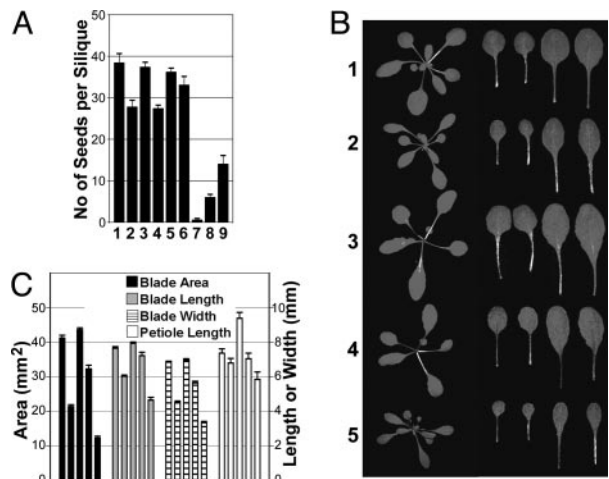 A
No of Seeds per Silique
50
40
30
20
10
0
1 2 3 4 5 6 7 8 9
B
1
2
3
4
5
C
Blade Area
Blade Length
Blade Width
Petiole Length
Area (mm²)
50
40
30
20
10
0
Length or Width (mm)
10
8
6
4
2
0